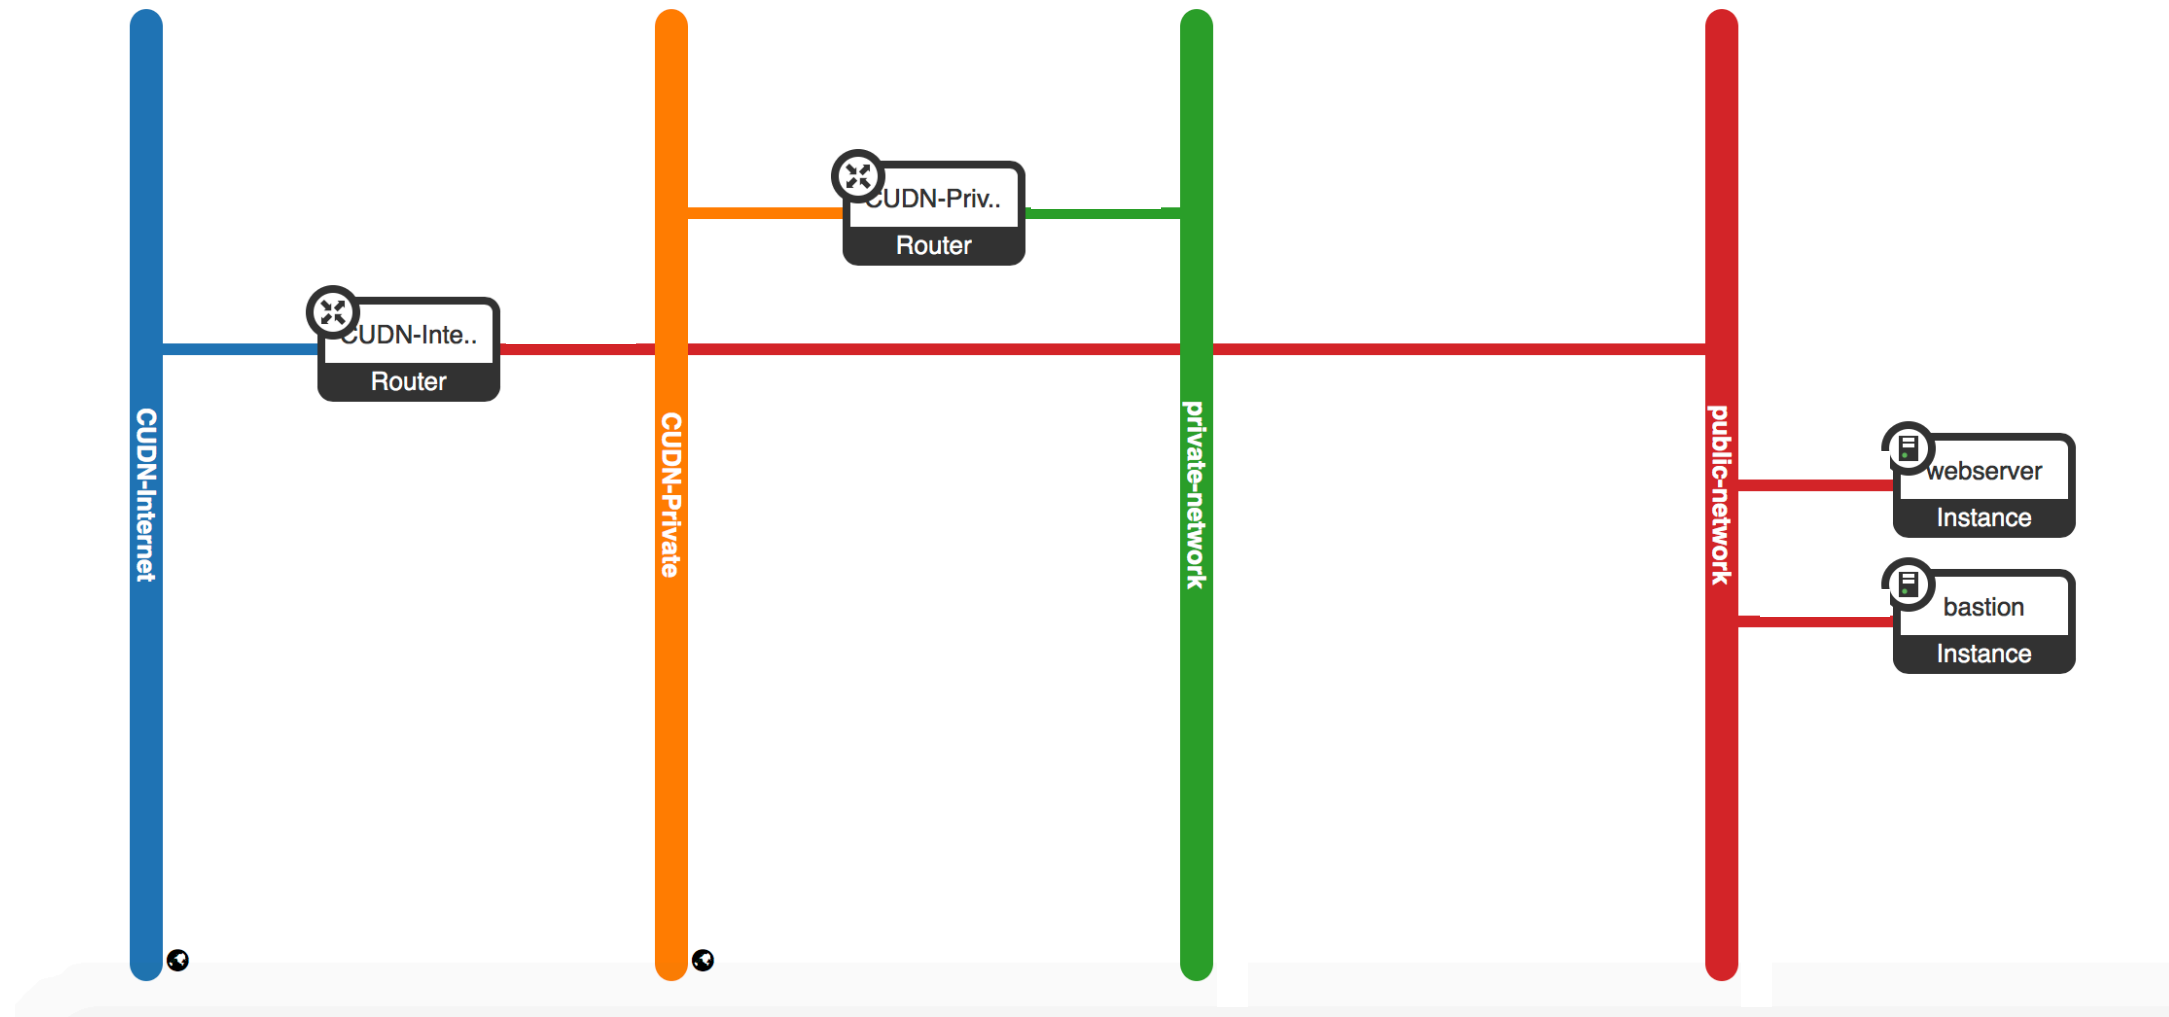 CUDN-Priv..
Router
CUDN-Inte..
Router
CUDN-Internet
CUDN-Private
private-network
public-network
webserver
Instance
bastion
Instance